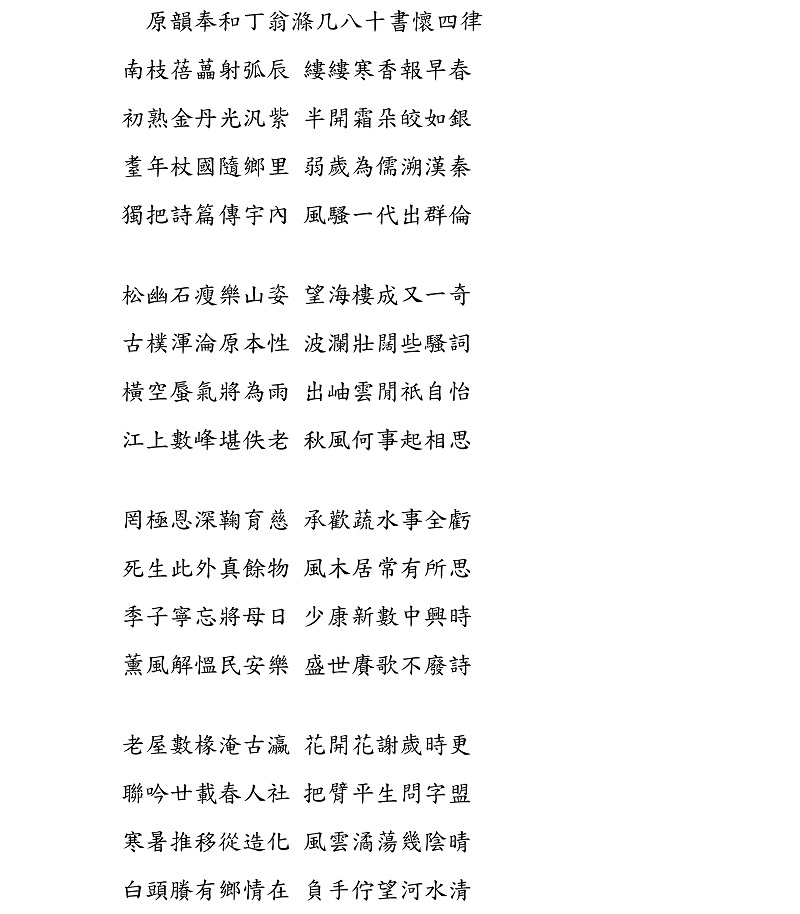 原韻奉和丁翁滌凡八十書懷四律
南枝蓓蕌射弧辰 縷縷寒香報早春
初熟金丹光汎紫 半開霜朵皎如銀
耋年杖國隨鄉里 弱歲為儒溯漢秦
獨把詩篇傳宇內 風騷一代出群倫
松幽石瘦樂山姿 望海樓成又一奇
古樸渾淪原本性 波瀾壯闊些騷詞
橫空蜃氣將為雨 出岫雲閒祇自怡
江上數峰堪佚老 秋風何事起相思
罔極恩深鞠育慈 承歡蔬水事全虧
死生此外真餘物 風木居常有所思
季子寧忘將母日 少康新數中興時
薰風解慍民安樂 盛世賡歌不廢詩
老屋數椽淹古瀛 花開花謝歲時更
聯吟廿載春人社 把臂平生問字盟
寒暑推移從造化 風雲潏蕩幾陰晴
白頭賸有鄉情在 負手佇望河水清